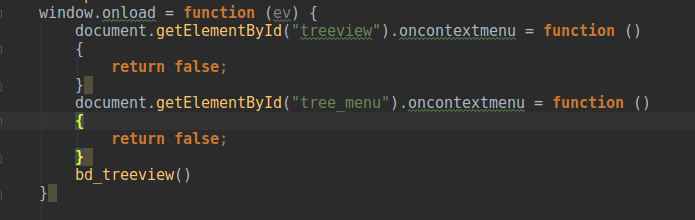 window.onload = function (ev) {
    document.getElementById("treeview").oncontextmenu = function ()
    {
        return false;
    }
    document.getElementById("tree_menu").oncontextmenu = function ()
    {
        return false;
    }
    bd_treeview()
}